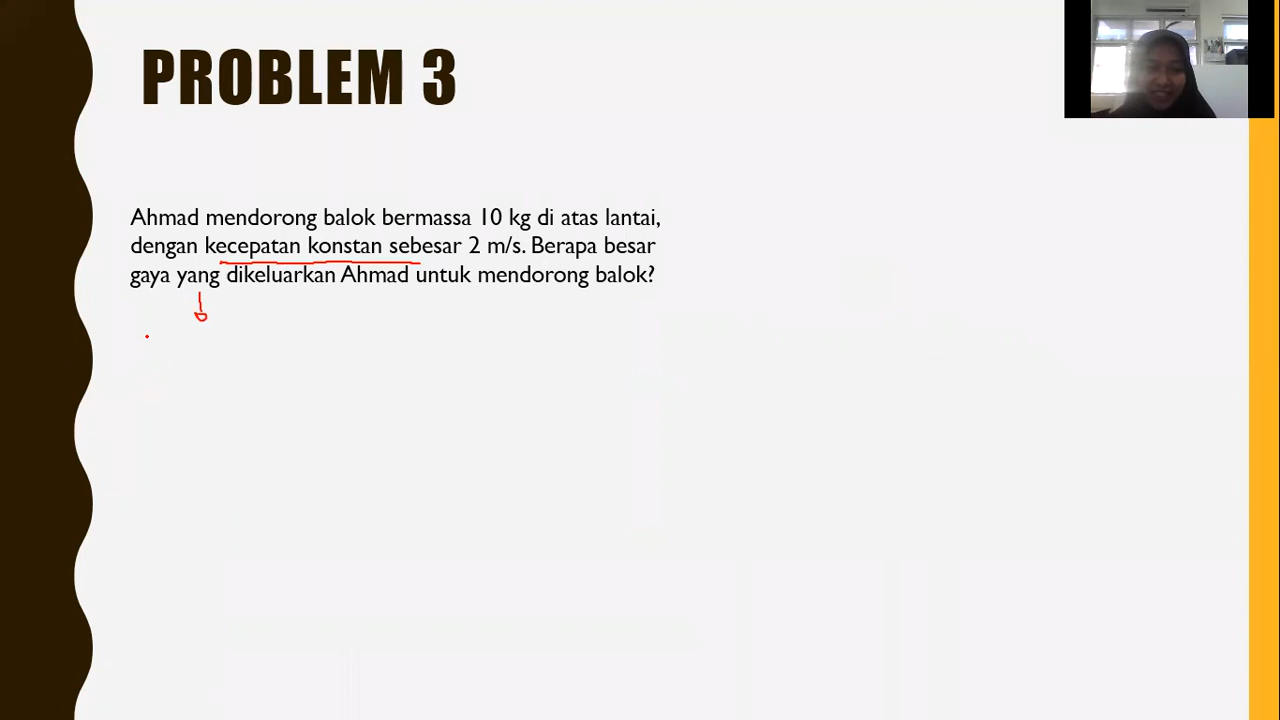 PROBLEM 3
Ahmad mendorong balok bermassa 10 kg di atas lantai,
dengan kecepatan konstan sebesar 2 m/s. Berapa besar
gaya yang dikeluarkan Ahmad untuk mendorong balok?